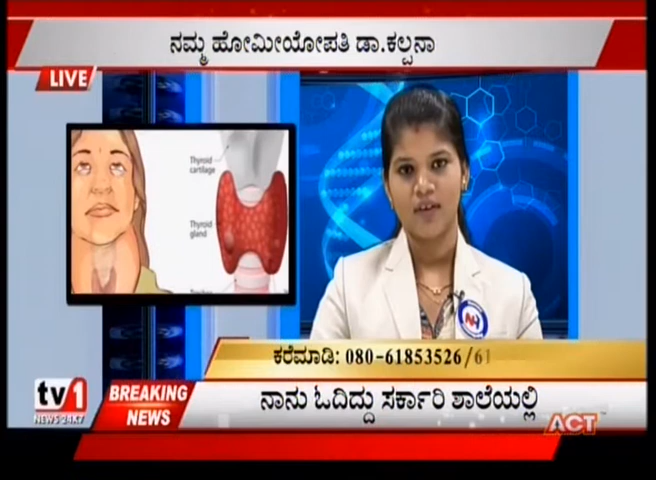 ನಮ್ಮ ಹೋಮೀಯೋಪತಿ ಡಾ.ಕಲ್ಪನಾ
LIVE
Thyroid
cartilage
Thyroid
gland
ಕರೆಮಾಡಿ: 080-61853526/61
tv1
NEWS 24X7
BREAKING
NEWS
ನಾನು ಓದಿದ್ದು ಸರ್ಕಾರಿ ಶಾಲೆಯಲ್ಲಿ
ACT